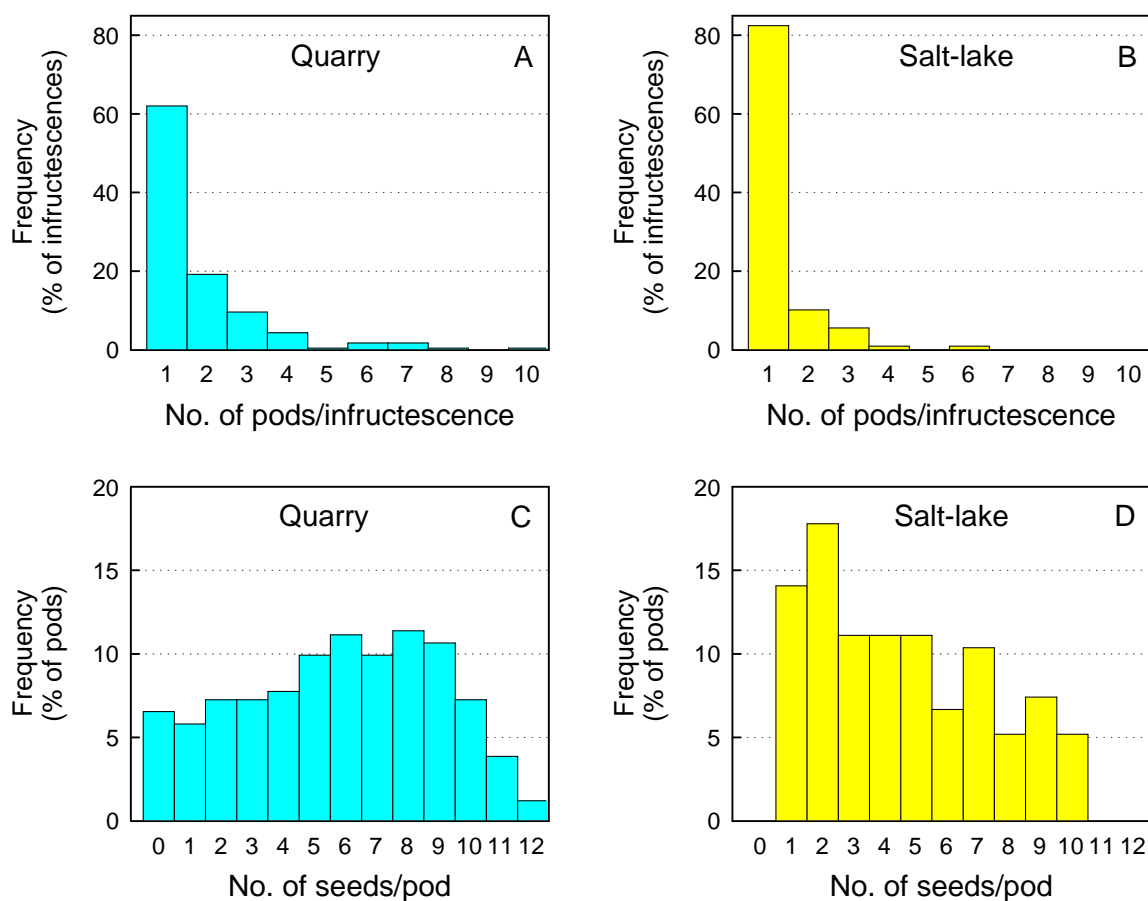 Quarry A
80
60
40
20
0
Frequency
(% of infructescences)
1 2 3 4 5 6 7 8 9 10
No. of pods/infructescence
Salt-lake B
80
60
40
20
0
Frequency
(% of infructescences)
1 2 3 4 5 6 7 8 9 10
No. of pods/infructescence
Quarry C
20
15
10
5
0
Frequency
(% of pods)
0 1 2 3 4 5 6 7 8 9 10 11 12
No. of seeds/pod
Salt-lake D
20
15
10
5
0
Frequency
(% of pods)
0 1 2 3 4 5 6 7 8 9 10 11 12
No. of seeds/pod